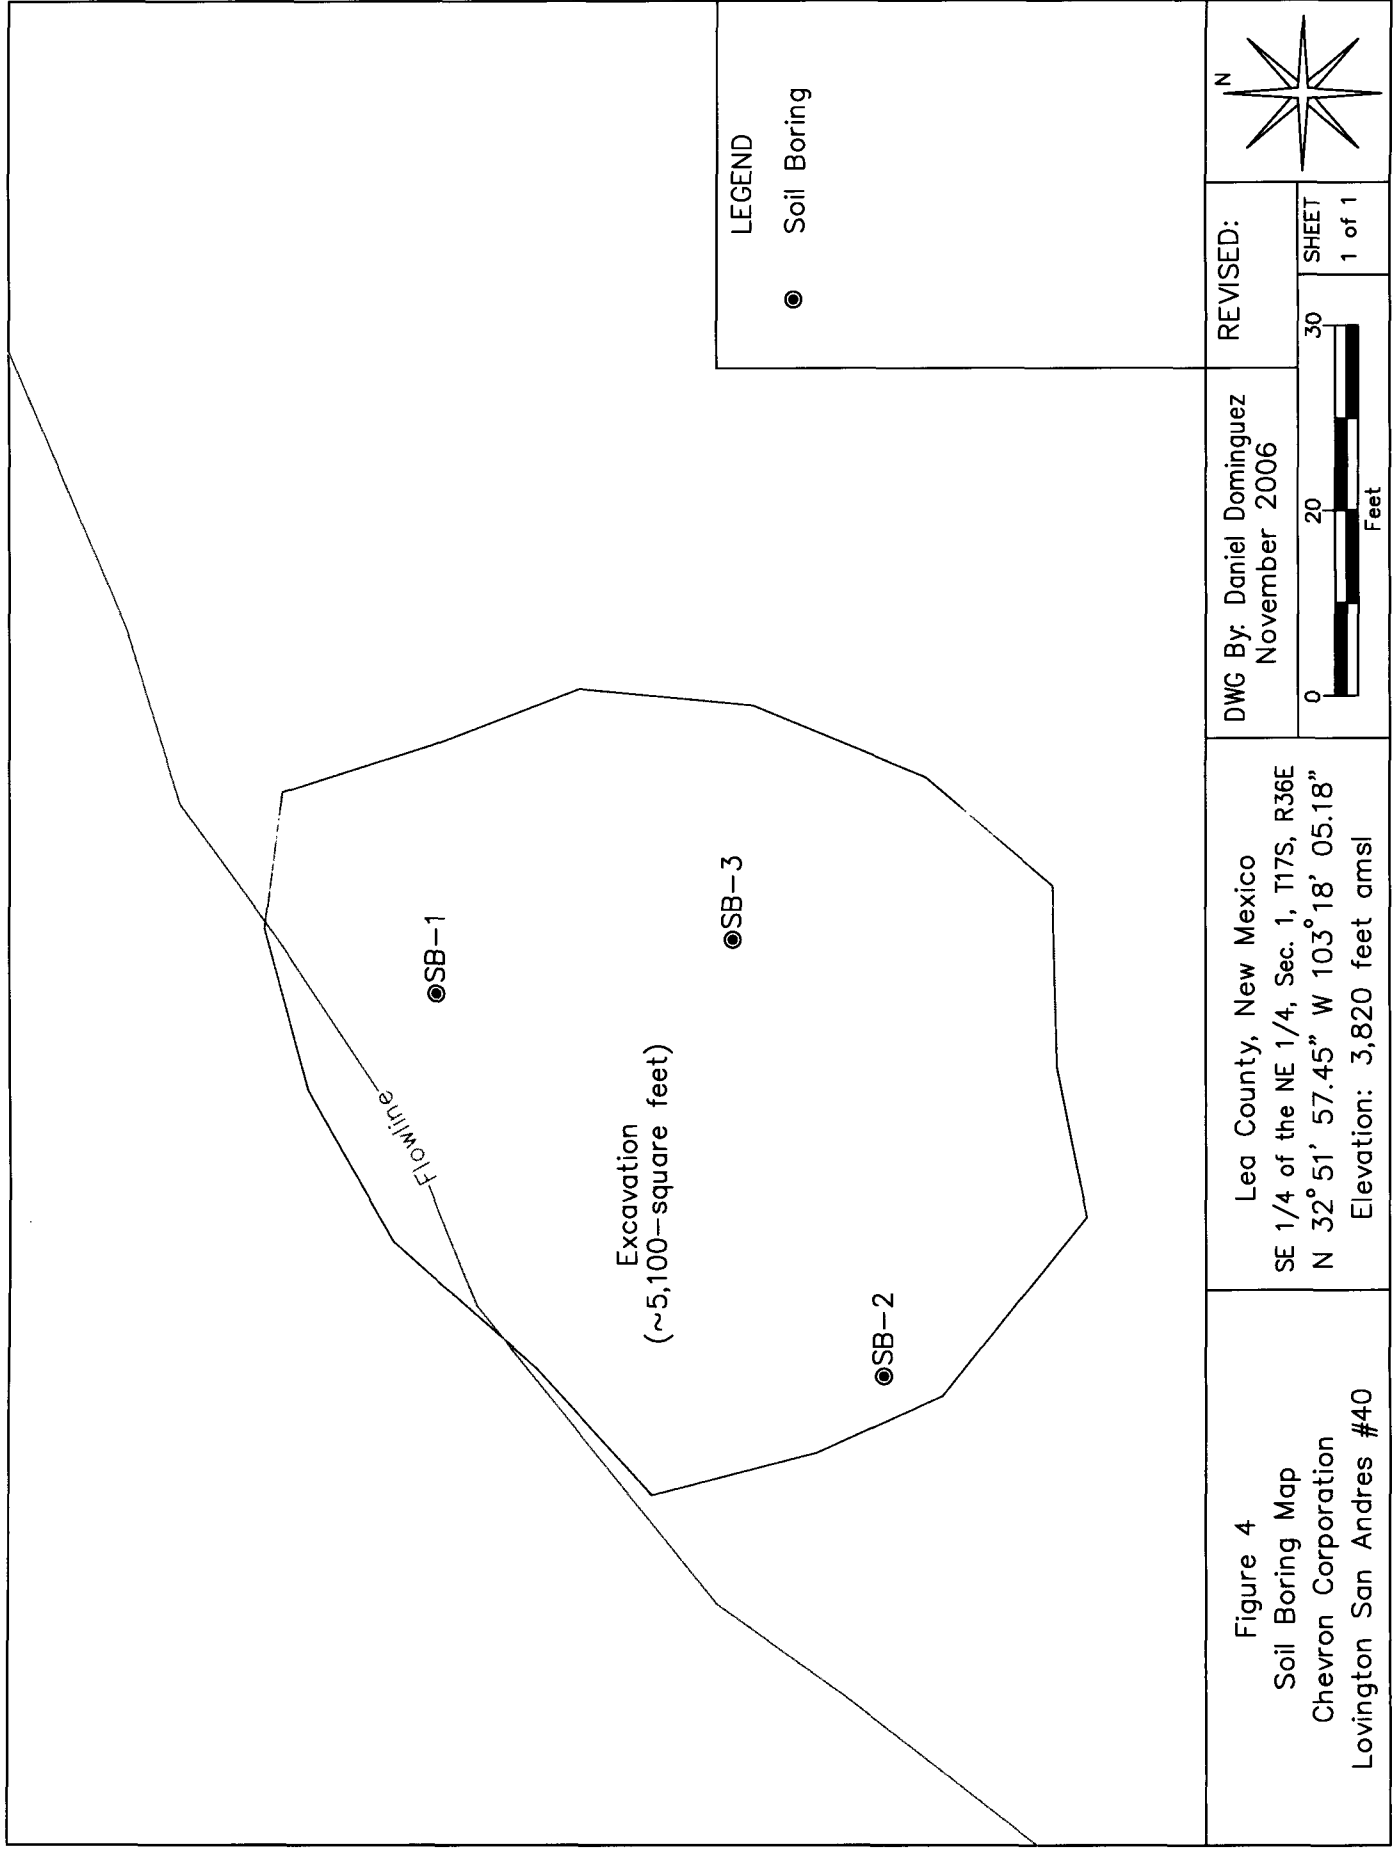 Flowline
SB-1
Excavation
(~5,100-square feet)
SB-3
SB-2
LEGEND
Soil Boring
Figure 4
Soil Boring Map
Chevron Corporation
Lovington San Andres #40
Lea County, New Mexico
SE 1/4 of the NE 1/4, Sec. 1, T17S, R36E
N 32° 51' 57.45" W 103° 18' 05.18"
Elevation: 3,820 feet amsl
DWG By: Daniel Dominguez
November 2006
REVISED:
0 20 30
Feet
SHEET
1 of 1
N